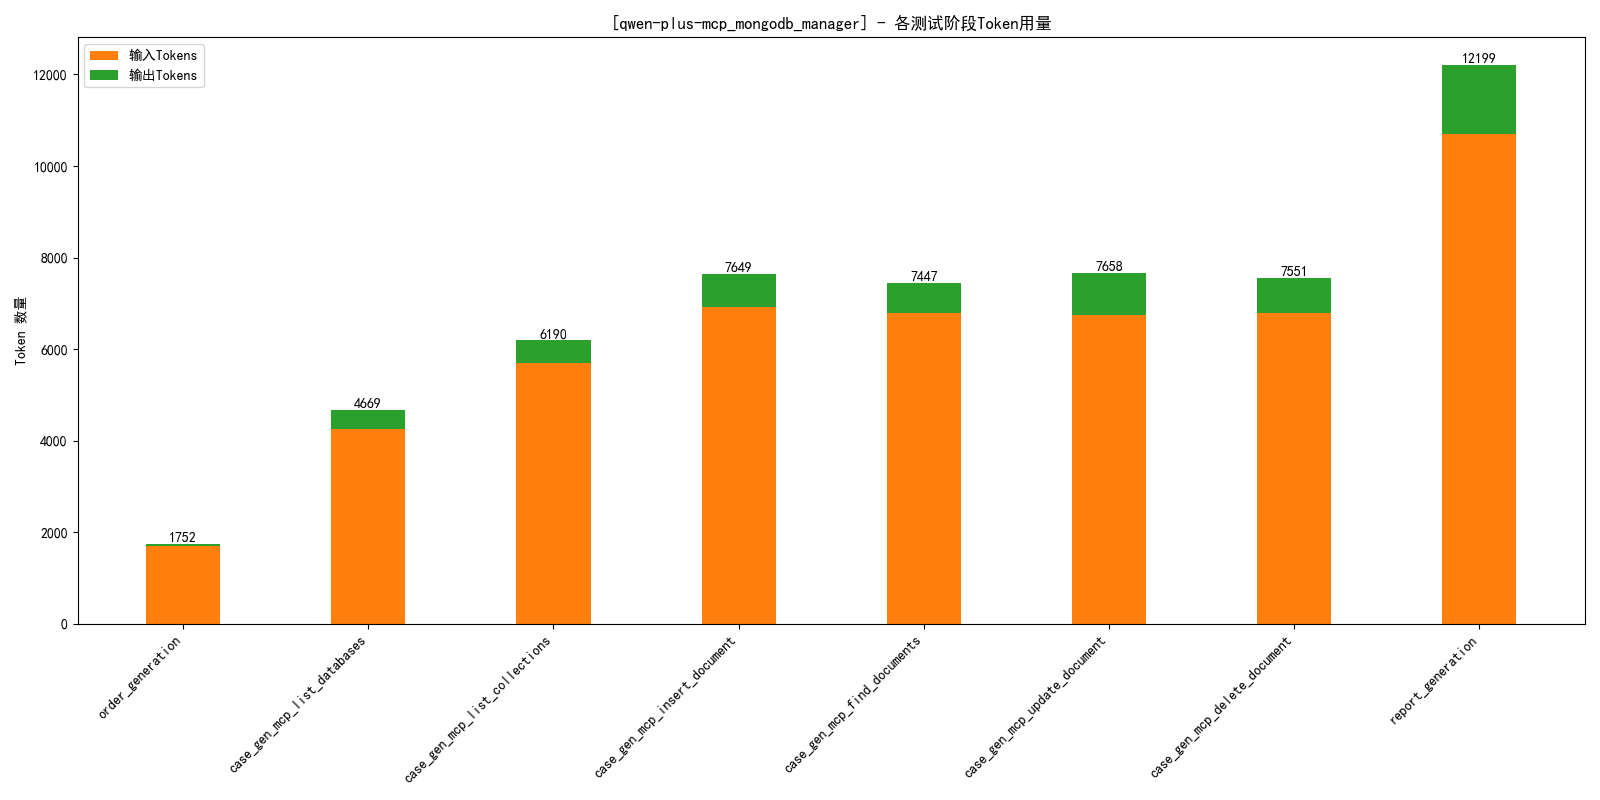 [qwen-plus-mcp_mongodb_manager] - 各测试阶段Token用量
输入Tokens
输出Tokens
Token 数量
12000
10000
8000
6000
4000
2000
0
1752
4669
6190
7649
7447
7658
7551
12199
order_generation
case_gen_mcp_list_databases
case_gen_mcp_list_collections
case_gen_mcp_insert_document
case_gen_mcp_find_documents
case_gen_mcp_update_document
case_gen_mcp_delete_document
report_generation